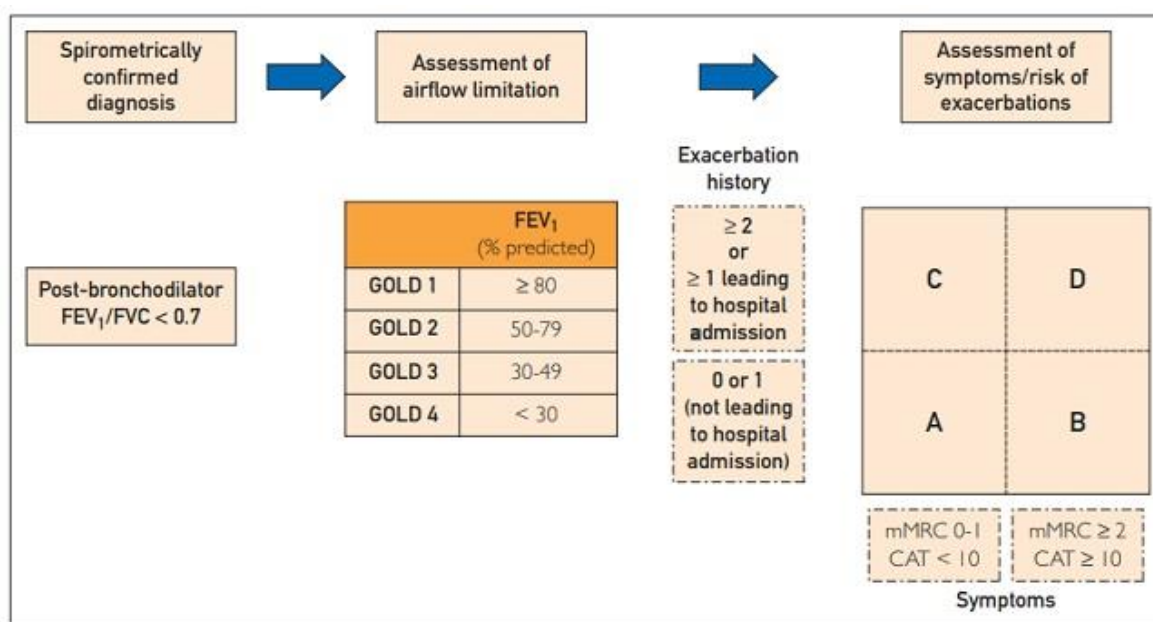 Spirometrically
confirmed
diagnosis
Assessment of
airflow limitation
Assessment of
symptoms/risk of
exacerbations
Post-bronchodilator
FEV₁/FVC < 0.7
FEV₁
(% predicted)
GOLD 1 ≥ 80
GOLD 2 50-79
GOLD 3 30-49
GOLD 4 < 30
Exacerbation
history
≥ 2
or
≥ 1 leading
to hospital
admission
0 or 1
(not leading
to hospital
admission)
C D
A B
mMRC 0-1
CAT < 10
mMRC ≥ 2
CAT ≥ 10
Symptoms